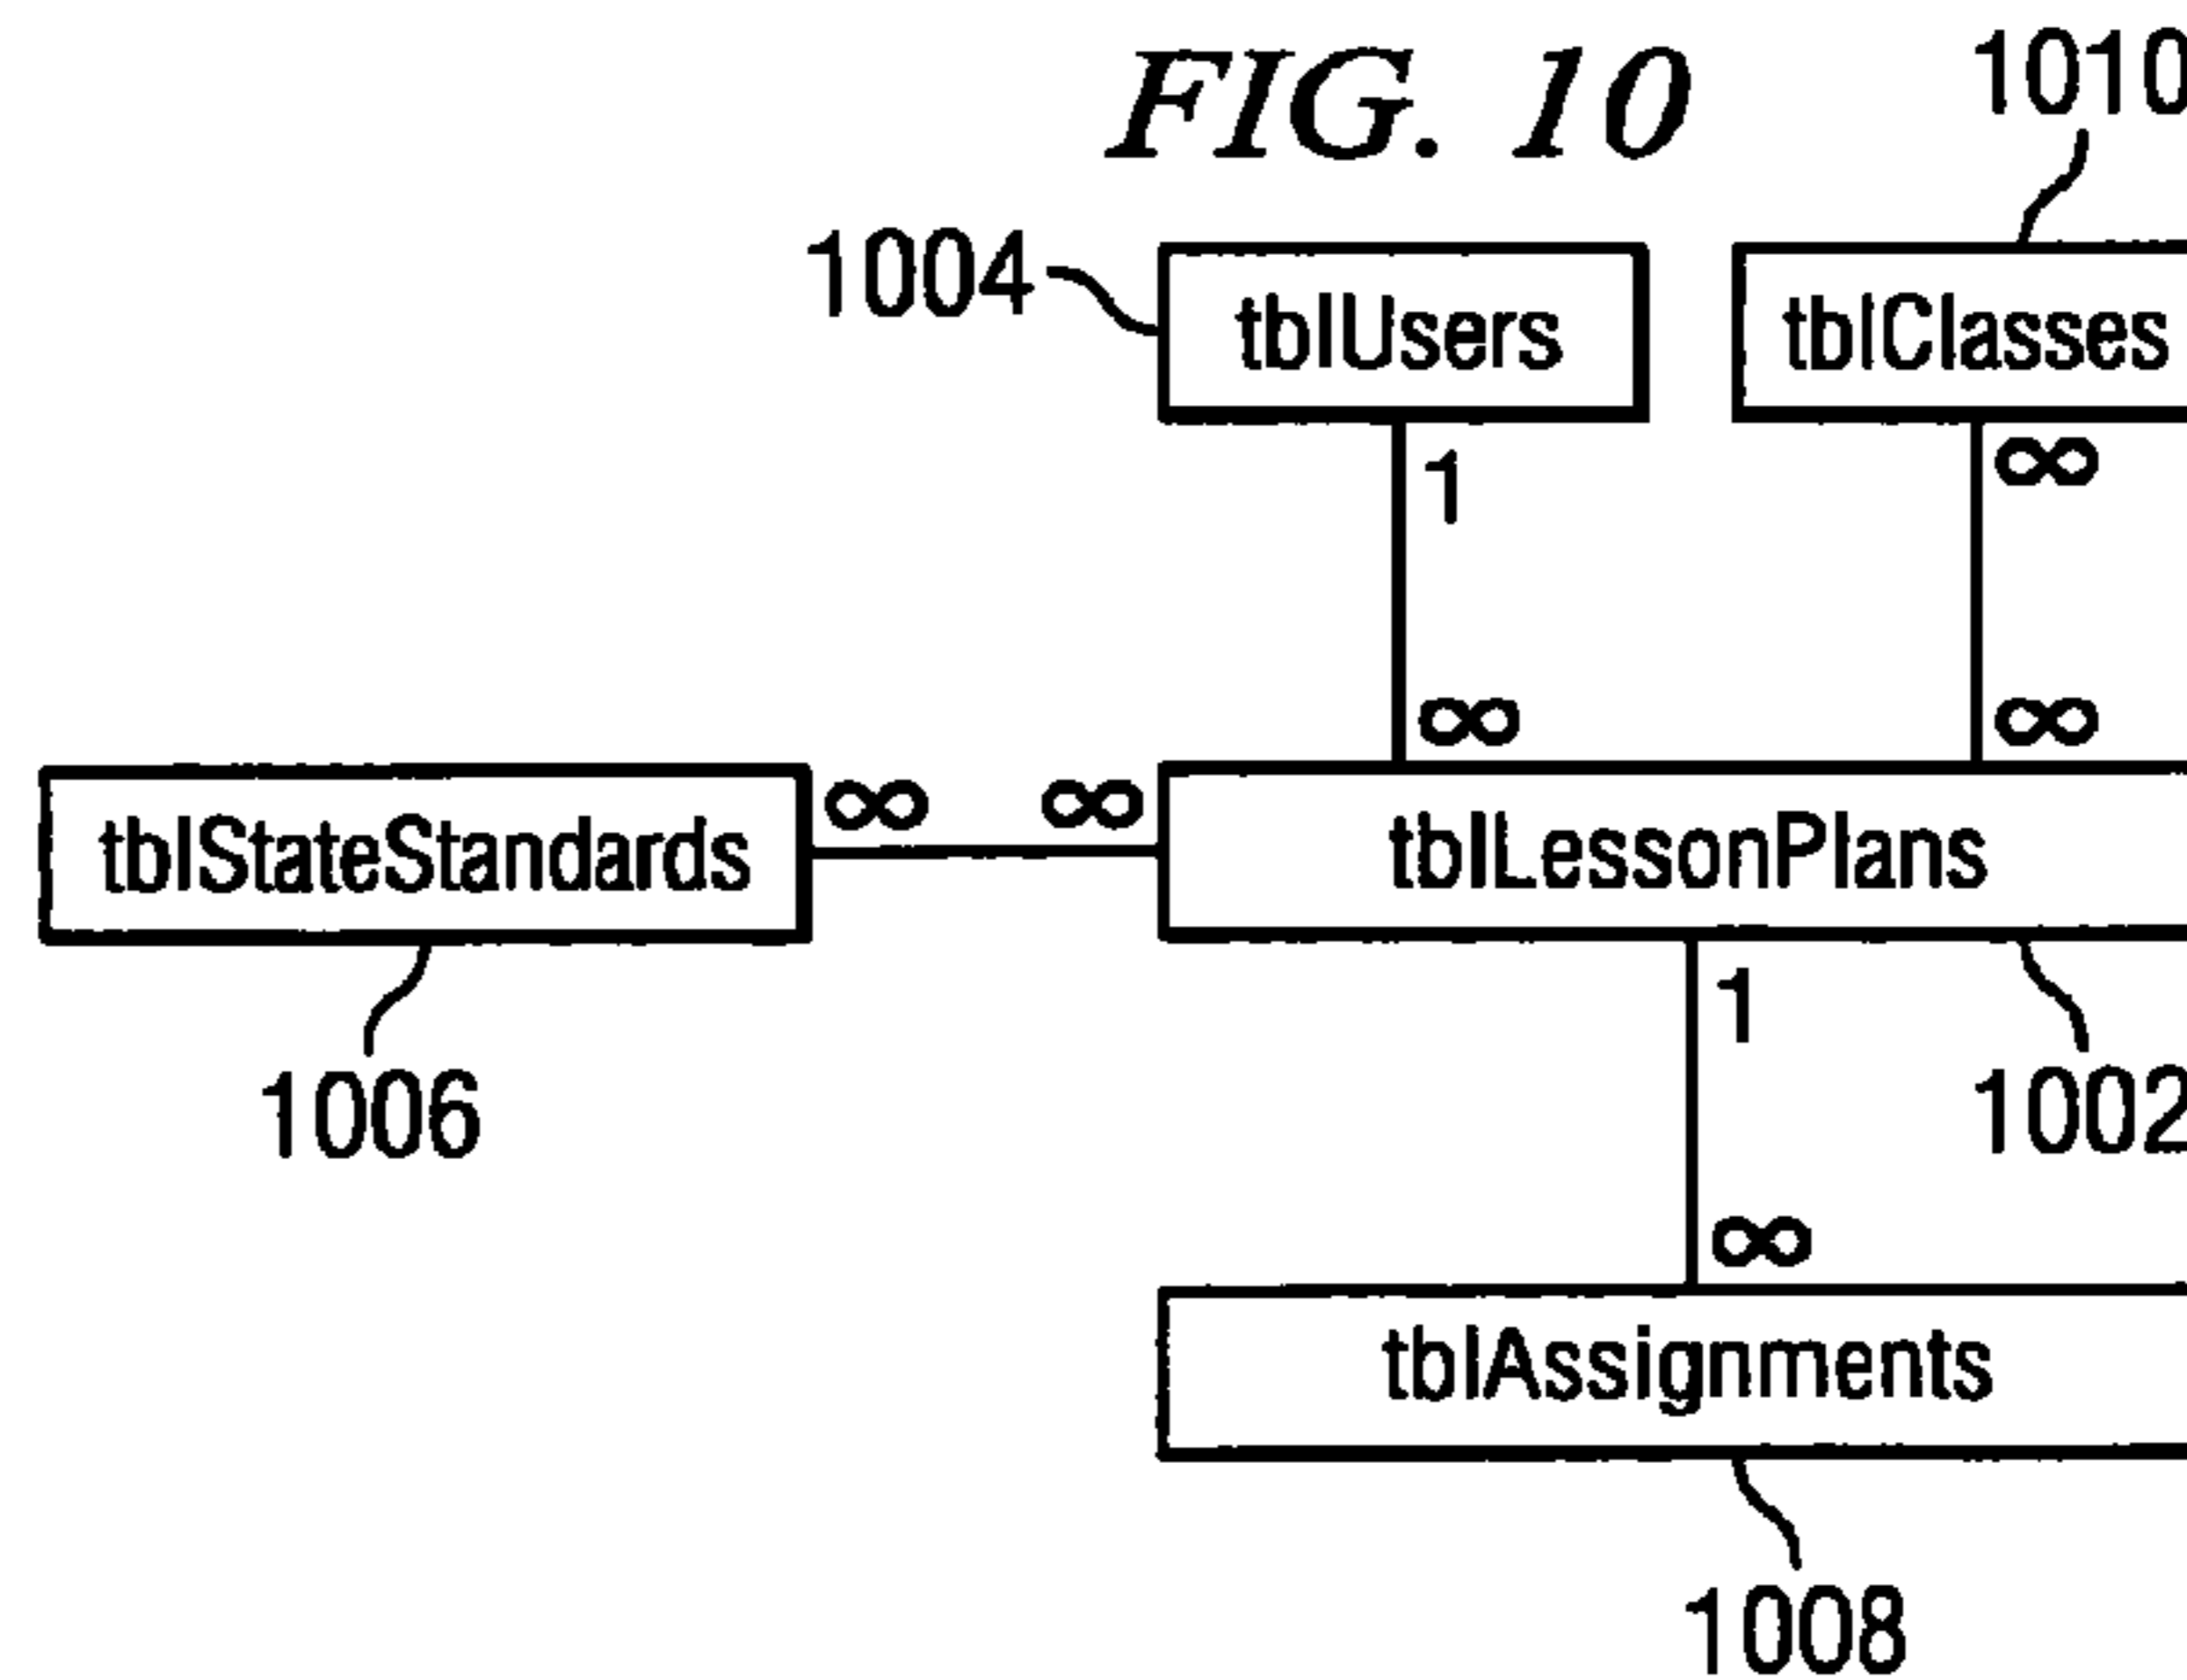 FIG. 10
1010
1004
tblUsers
tblClasses
1
∞
∞
∞
tblStateStandards
∞
∞
tblLessonPlans
1
1006
1002
∞
tblAssignments
1008